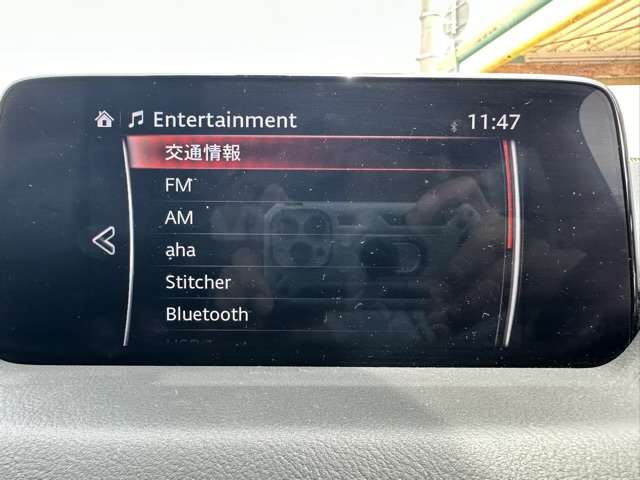 Entertainment 11:47
交通情報
FM
AM
aha
Stitcher
Bluetooth